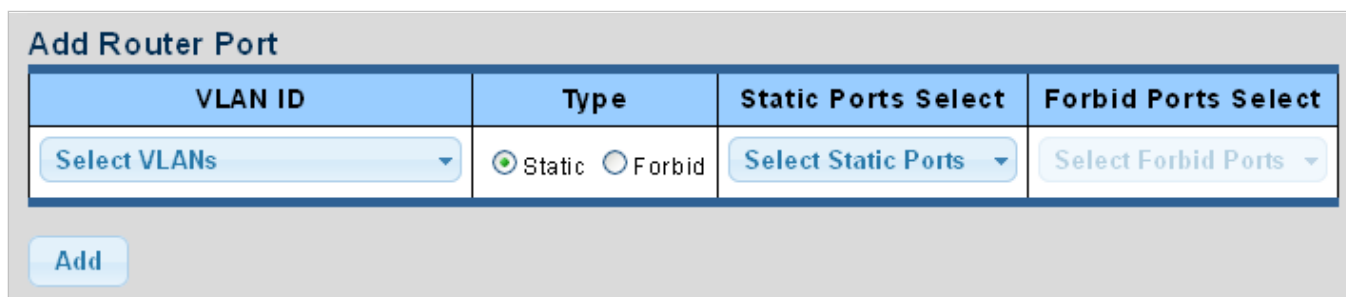 Add Router Port
VLAN ID Type Static Ports Select Forbid Ports Select
Select VLANs Static Forbid Select Static Ports Select Forbid Ports
Add